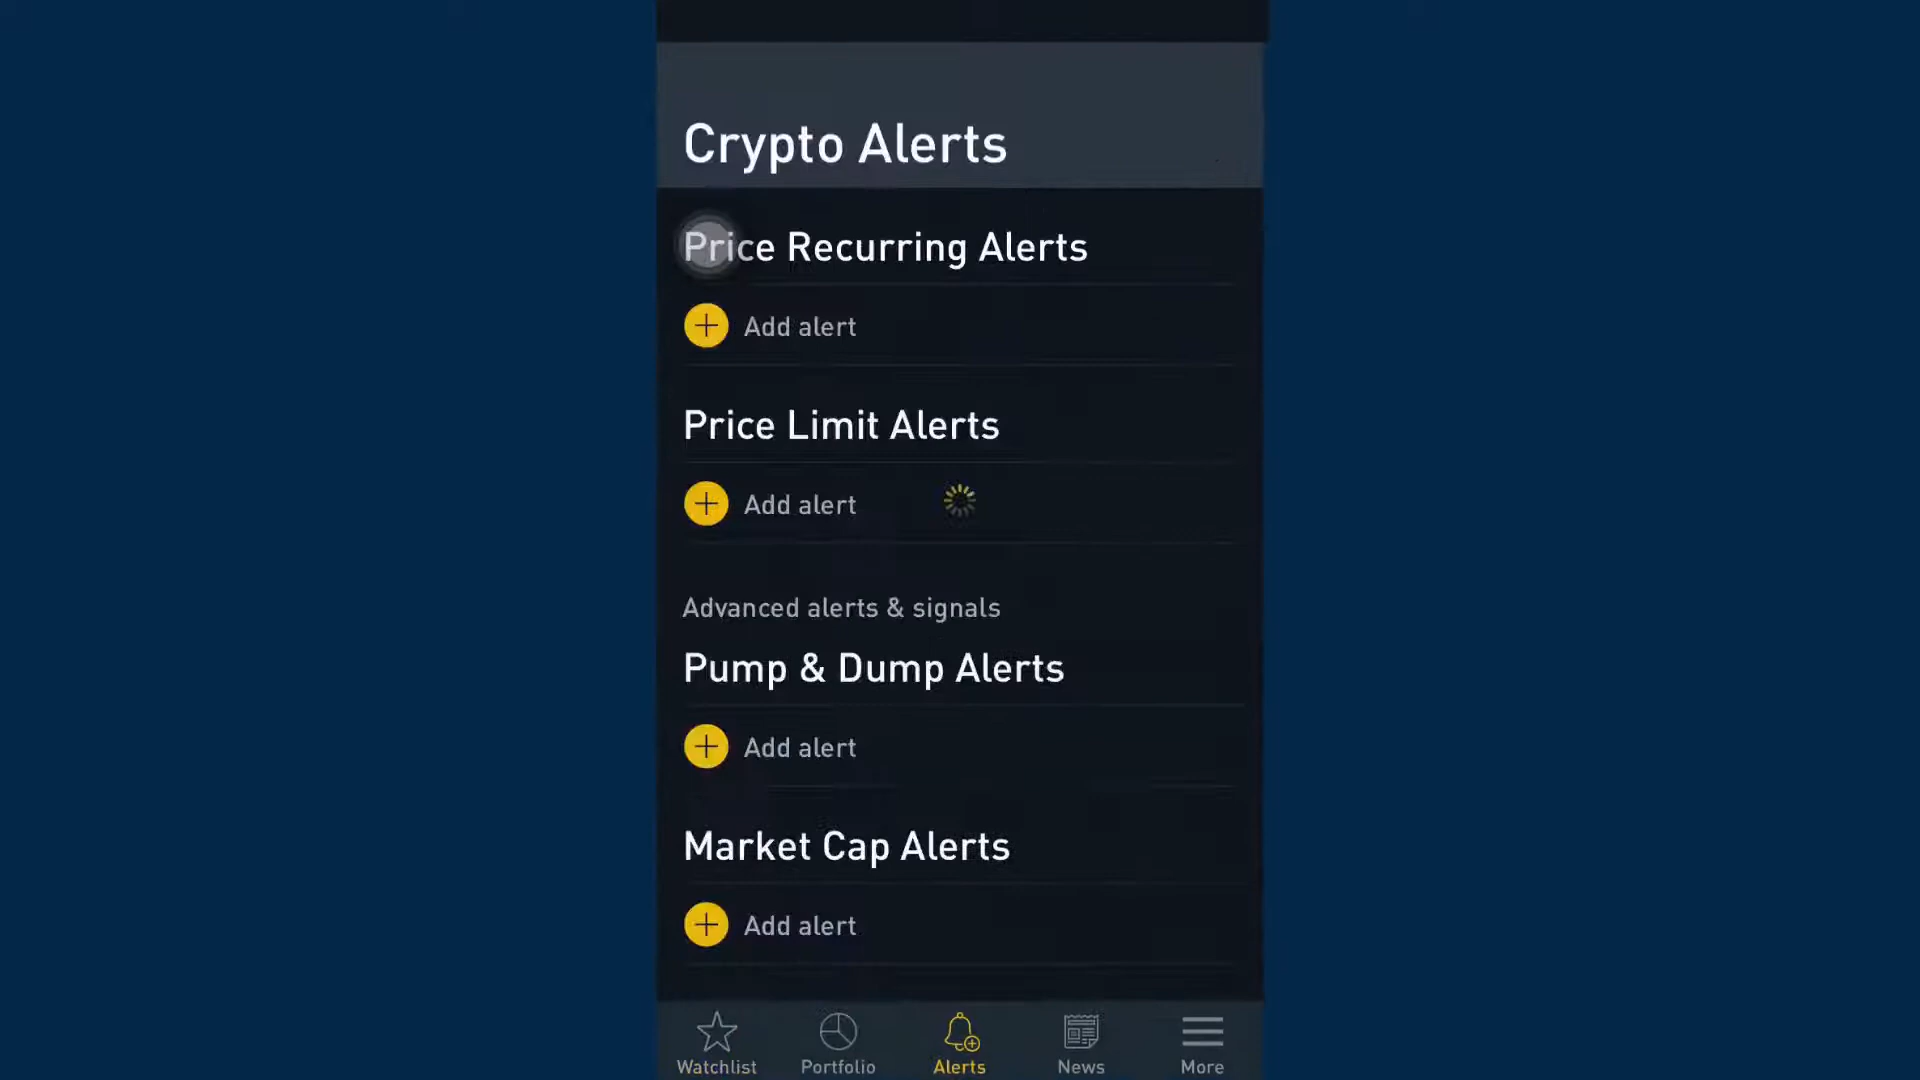 Crypto Alerts
Price Recurring Alerts
Add alert
Price Limit Alerts
Add alert
Advanced alerts & signals
Pump & Dump Alerts
Add alert
Market Cap Alerts
Add alert
Watchlist Portfolio Alerts News More